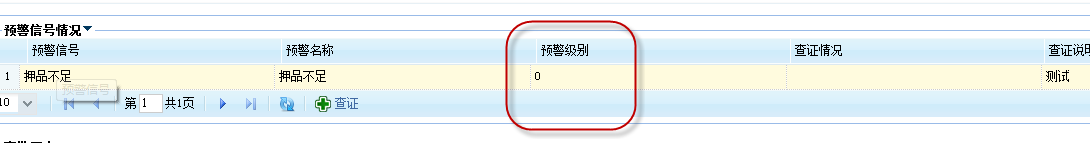 预警信号情况
预警信号 预警名称 预警级别 查证情况 查证说明
1 押品不足 押品不足 0 测试
预警信号
10 第 1 共1页 查证